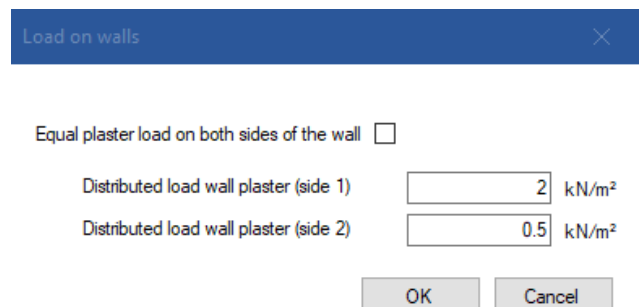 Load on walls
Equal plaster load on both sides of the wall
Distributed load wall plaster (side 1) 2 kN/m²
Distributed load wall plaster (side 2) 0.5 kN/m²
OK Cancel